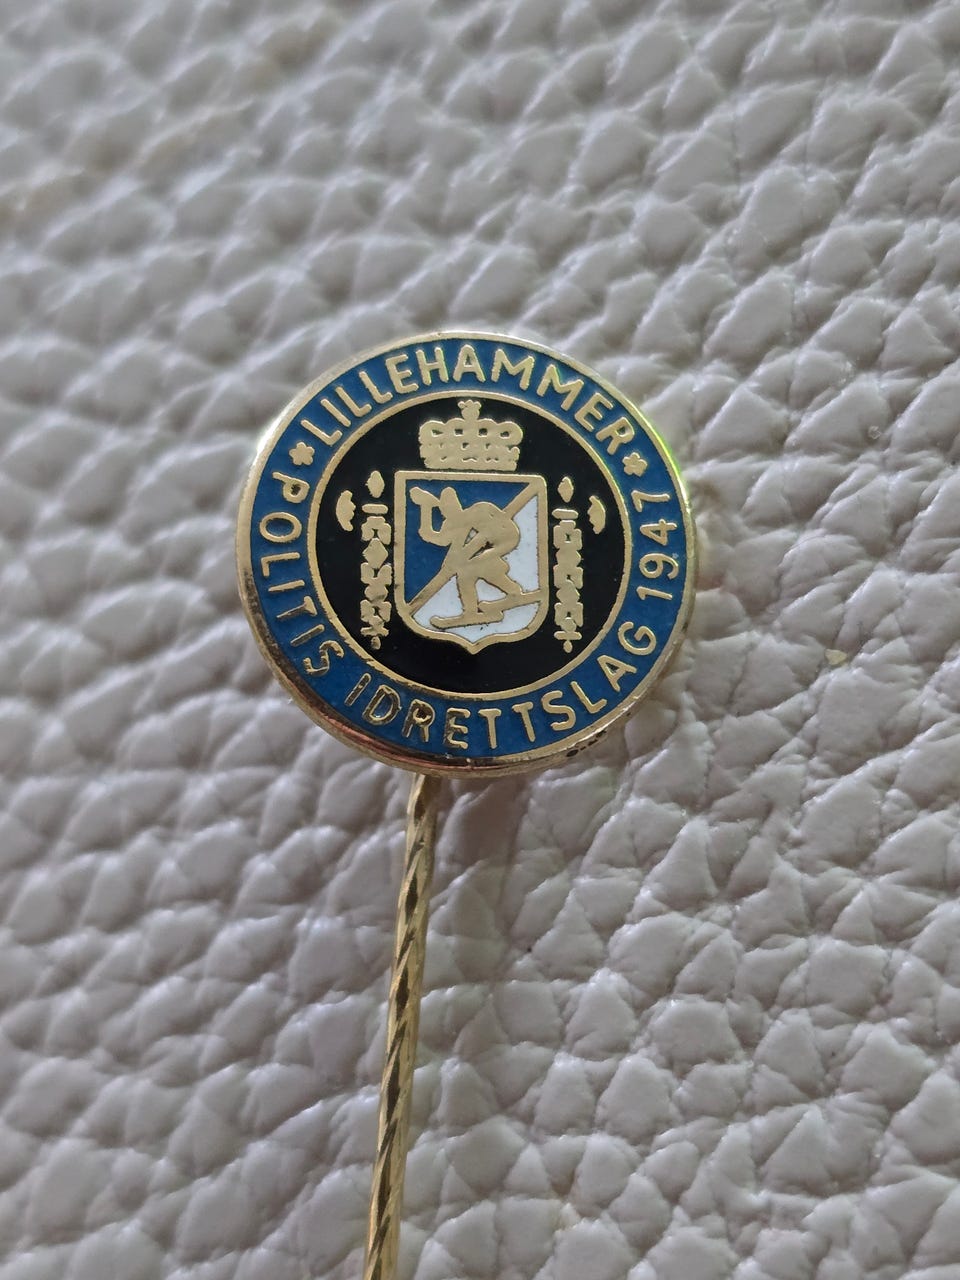 LILLEHAMMER
POLITIS IDRETTSLAG 1947